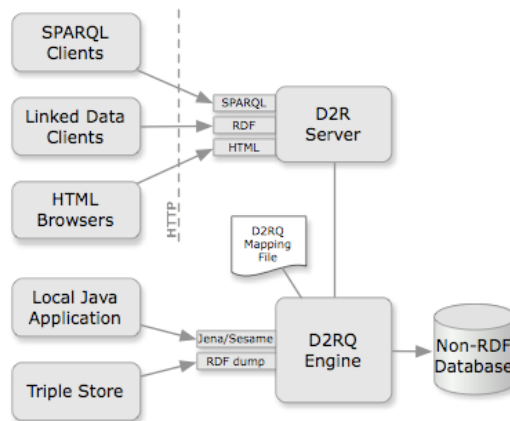 SPARQL
Clients
Linked Data
Clients
HTML
Browsers
HTTP
SPARQL
RDF
HTML
D2R
Server
D2RQ
Mapping
File
Local Java
Application
Triple Store
Jena/Sesame
RDF dump
D2RQ
Engine
Non-RDF
Database